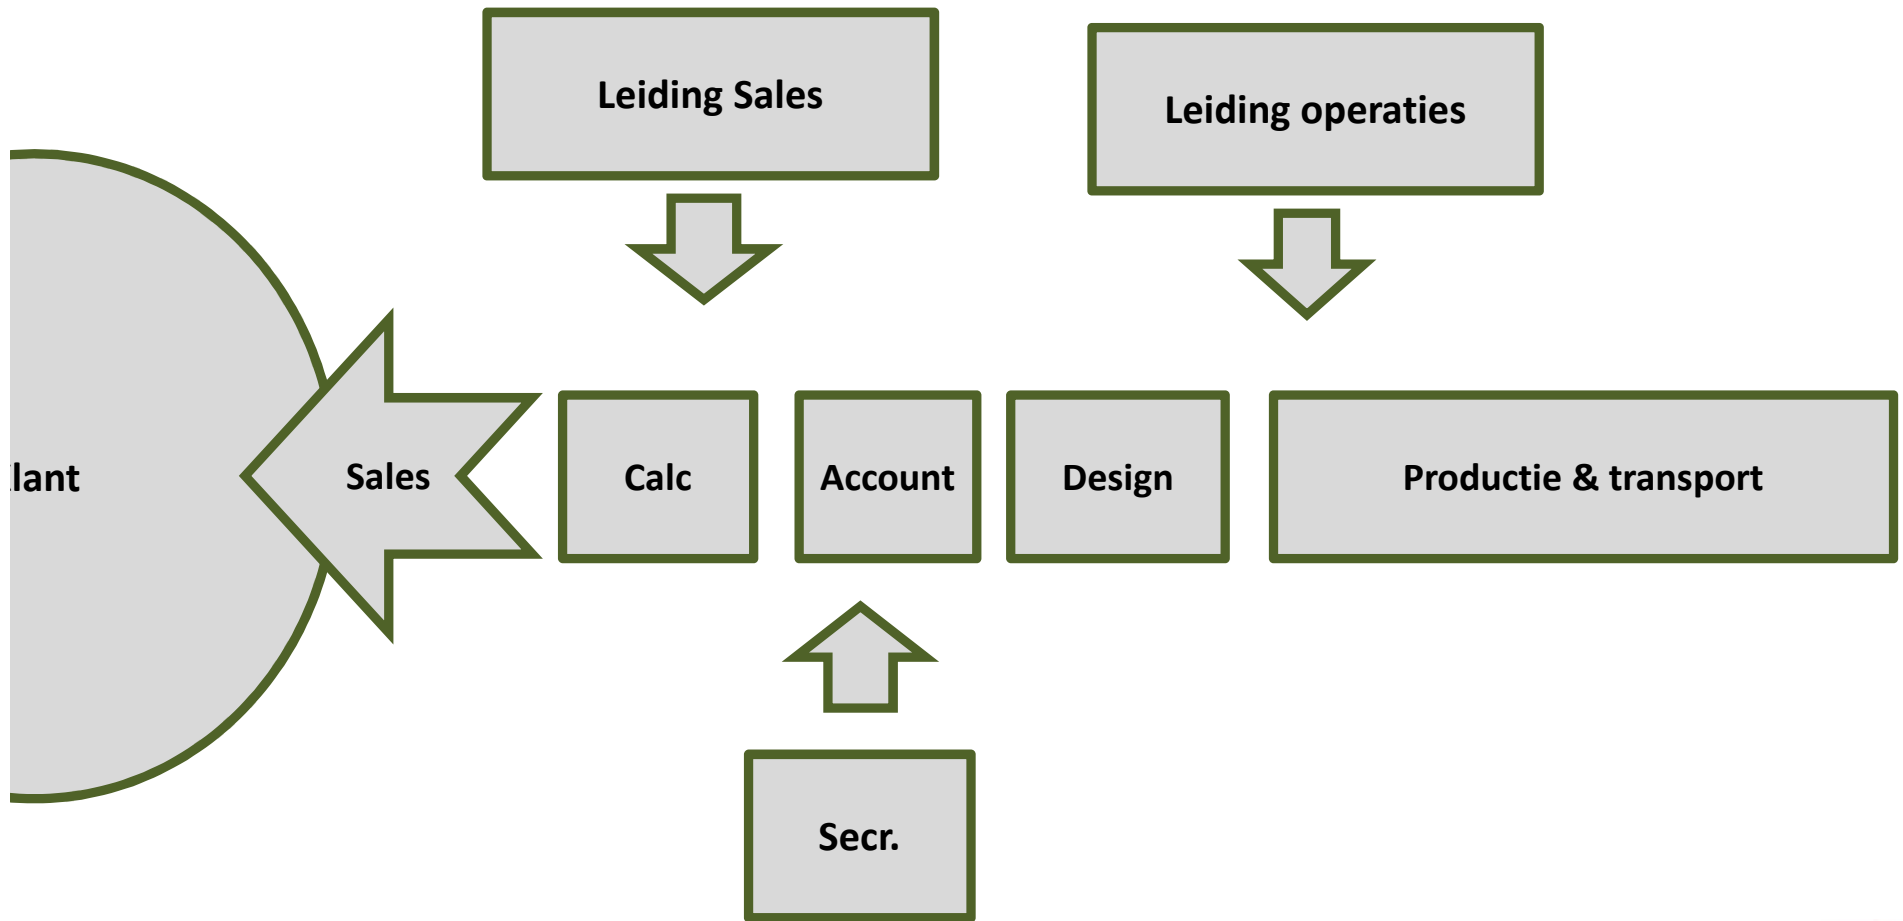 Leiding Sales
Leiding operaties
lant
Sales
Calc
Account
Design
Productie & transport
Secr.